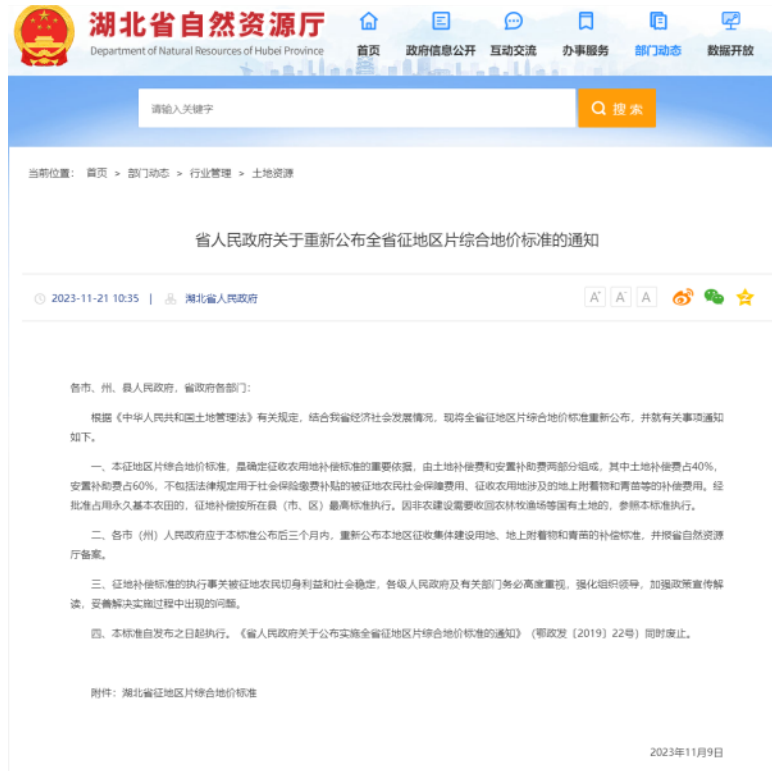 湖北省自然资源厅
Department of Natural Resources of Hubei Province
首页
政府信息公开
互动交流
办事服务
部门动态
数据开放
请输入关键字
搜索
当前位置： 首页 > 部门动态 > 行业管理 > 土地资源
省人民政府关于重新公布全省征地区片综合地价标准的通知
2023-11-21 10:35 | 湖北省人民政府
A+ A- A
各市、州、县人民政府，省政府各部门：
根据《中华人民共和国土地管理法》有关规定，结合我省经济社会发展情况，现将全省征地区片综合地价标准重新公布，并就有关事项通知
如下。
一、本征地区片综合地价标准，是确定征收农用地补偿标准的重要依据，由土地补偿费和安置补助费两部分组成，其中土地补偿费占40%，
安置补助费占60%，不包括法律规定用于社会保险缴费补贴的被征地农民社会保障费用、征收农用地涉及的地上附着物和青苗等的补偿费用。经
批准占用永久基本农田的，征地补偿按所在县（市、区）最高标准执行。因非农建设需要收回农林牧渔场等国有土地的，参照本标准执行。
二、各市（州）人民政府应于本标准公布后三个月内，重新公布本地区征收集体建设用地、地上附着物和青苗的补偿标准，并报省自然资源
厅备案。
三、征地补偿标准的执行事关被征地农民切身利益和社会稳定，各级人民政府及有关部门务必高度重视，强化组织领导，加强政策宣传解
读，妥善解决实施过程中出现的问题。
四、本标准自发布之日起执行。《省人民政府关于公布实施全省征地区片综合地价标准的通知》（鄂政发〔2019〕22号）同时废止。
附件：湖北省征地区片综合地价标准
2023年11月9日